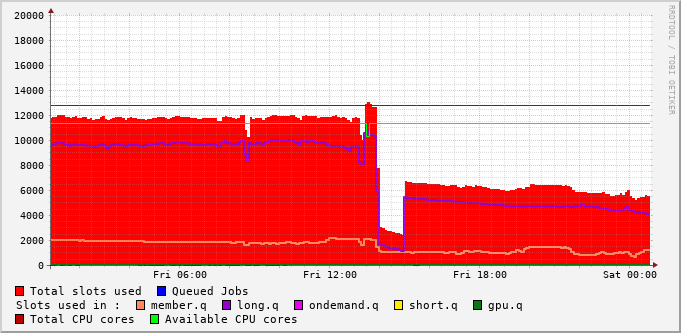 20000
18000
16000
14000
12000
10000
8000
6000
4000
2000
0
Fri 06:00 Fri 12:00 Fri 18:00 Sat 00:00
Total slots used Queued Jobs
Slots used in : member.q long.q ondemand.q short.q gpu.q
Total CPU cores Available CPU cores
RRDTOOL / TOBI OETIKER